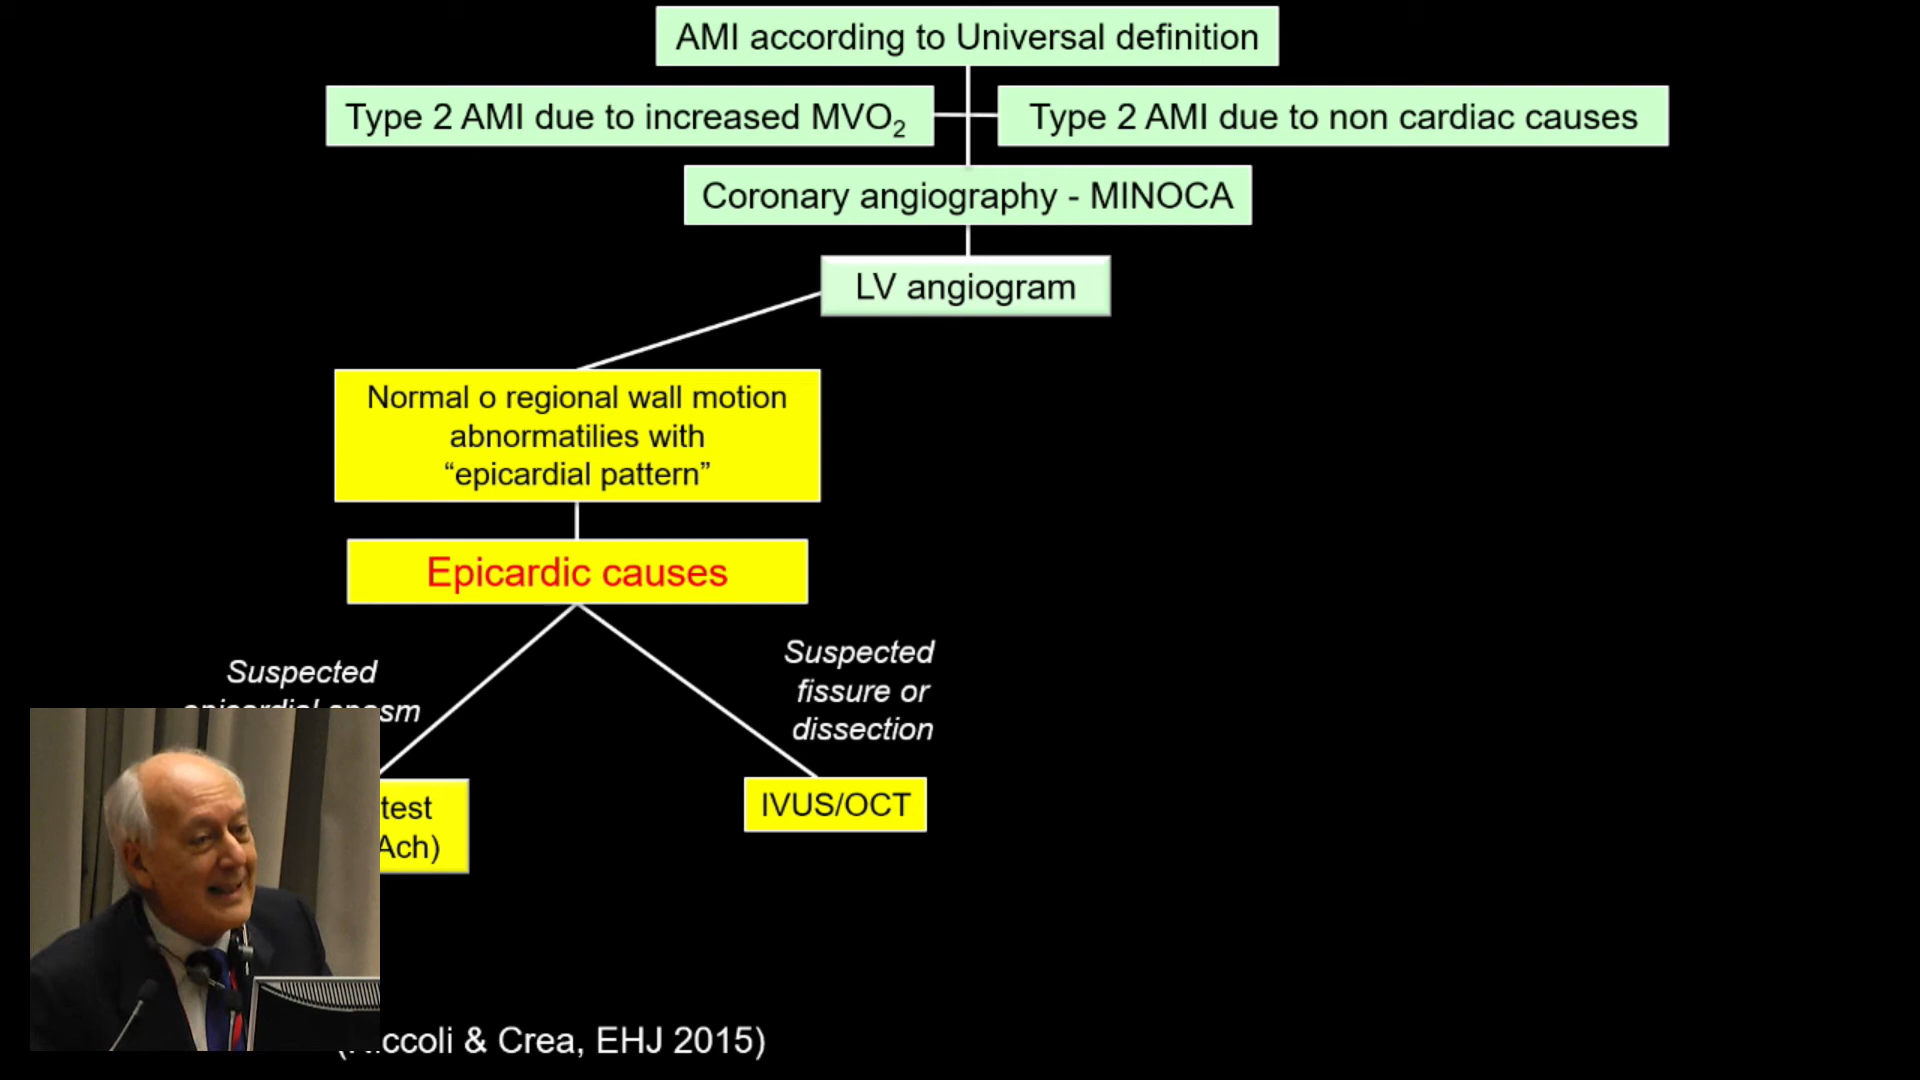 AMI according to Universal definition
Type 2 AMI due to increased MVO₂
Type 2 AMI due to non cardiac causes
Coronary angiography - MINOCA
LV angiogram
Normal o regional wall motion
abnormatilies with
“epicardial pattern”
Epicardic causes
Suspected
epicardial spasm
Suspected
fissure or
dissection
test
Ach)
IVUS/OCT
& Crea, EHJ 2015)